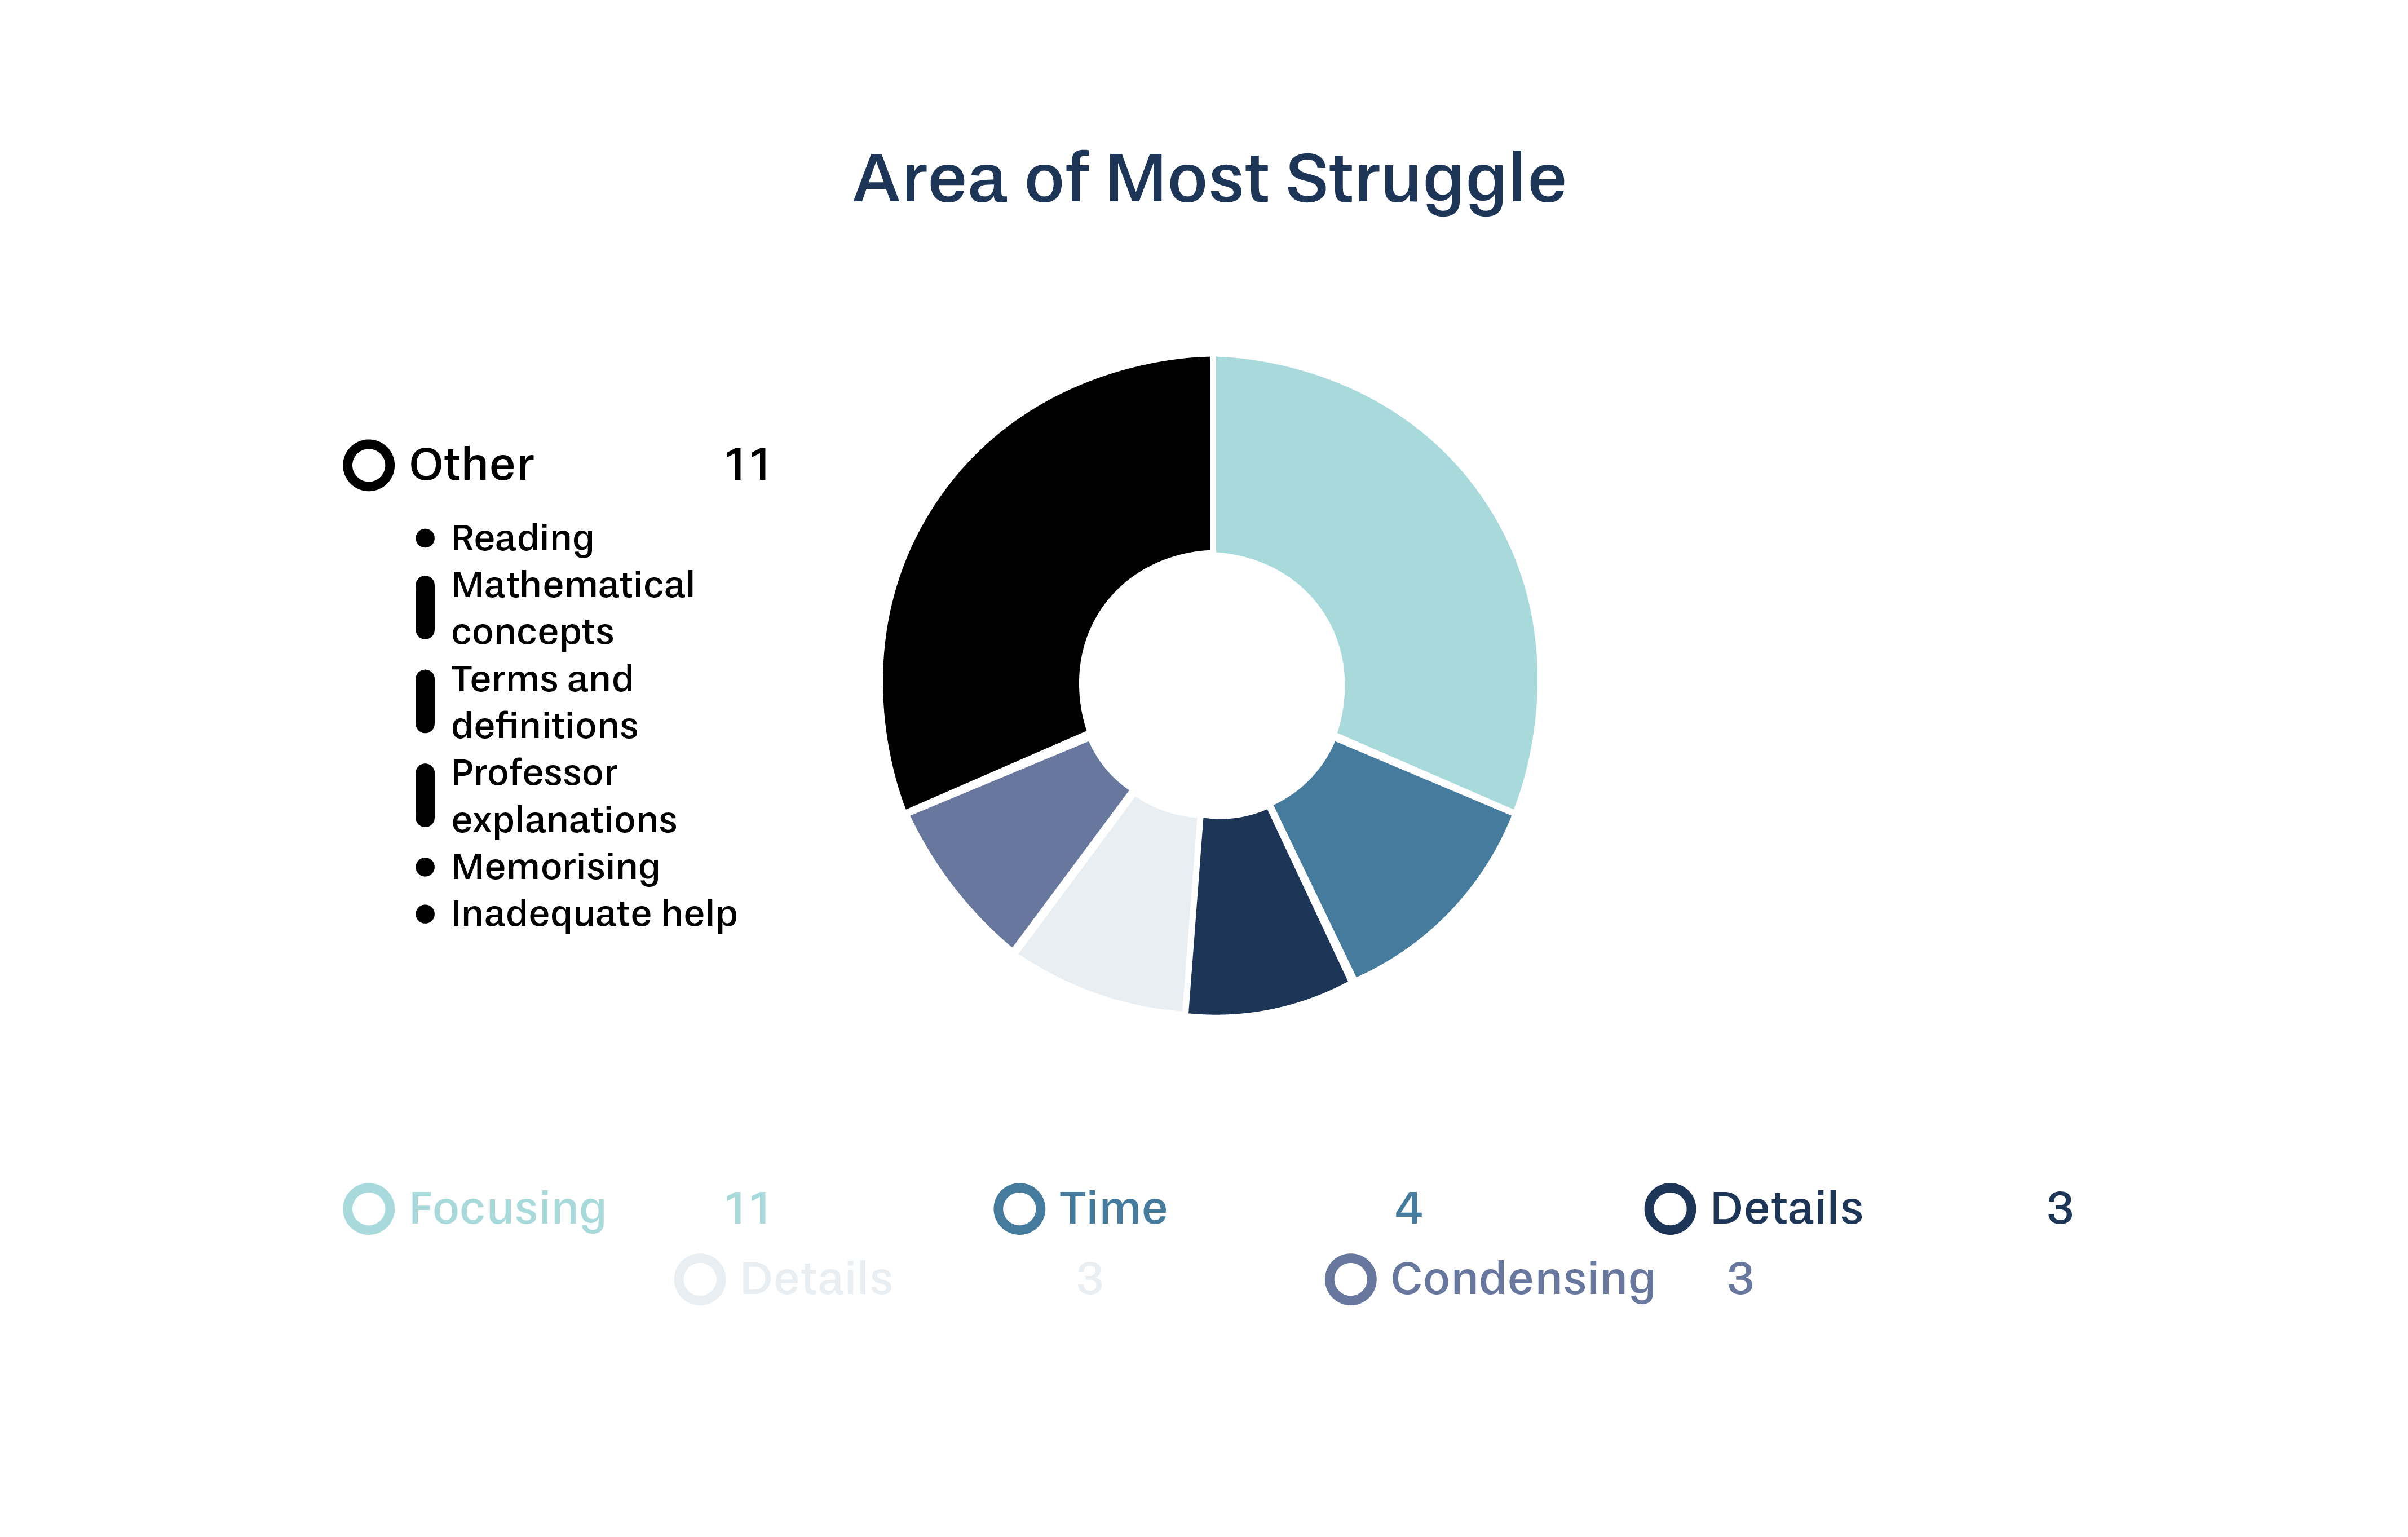 Area of Most Struggle
Other 11
Reading
Mathematical
concepts
Terms and
definitions
Professor
explanations
Memorising
Inadequate help
Focusing 11
Time 4
Details 3
Details 3
Condensing 3